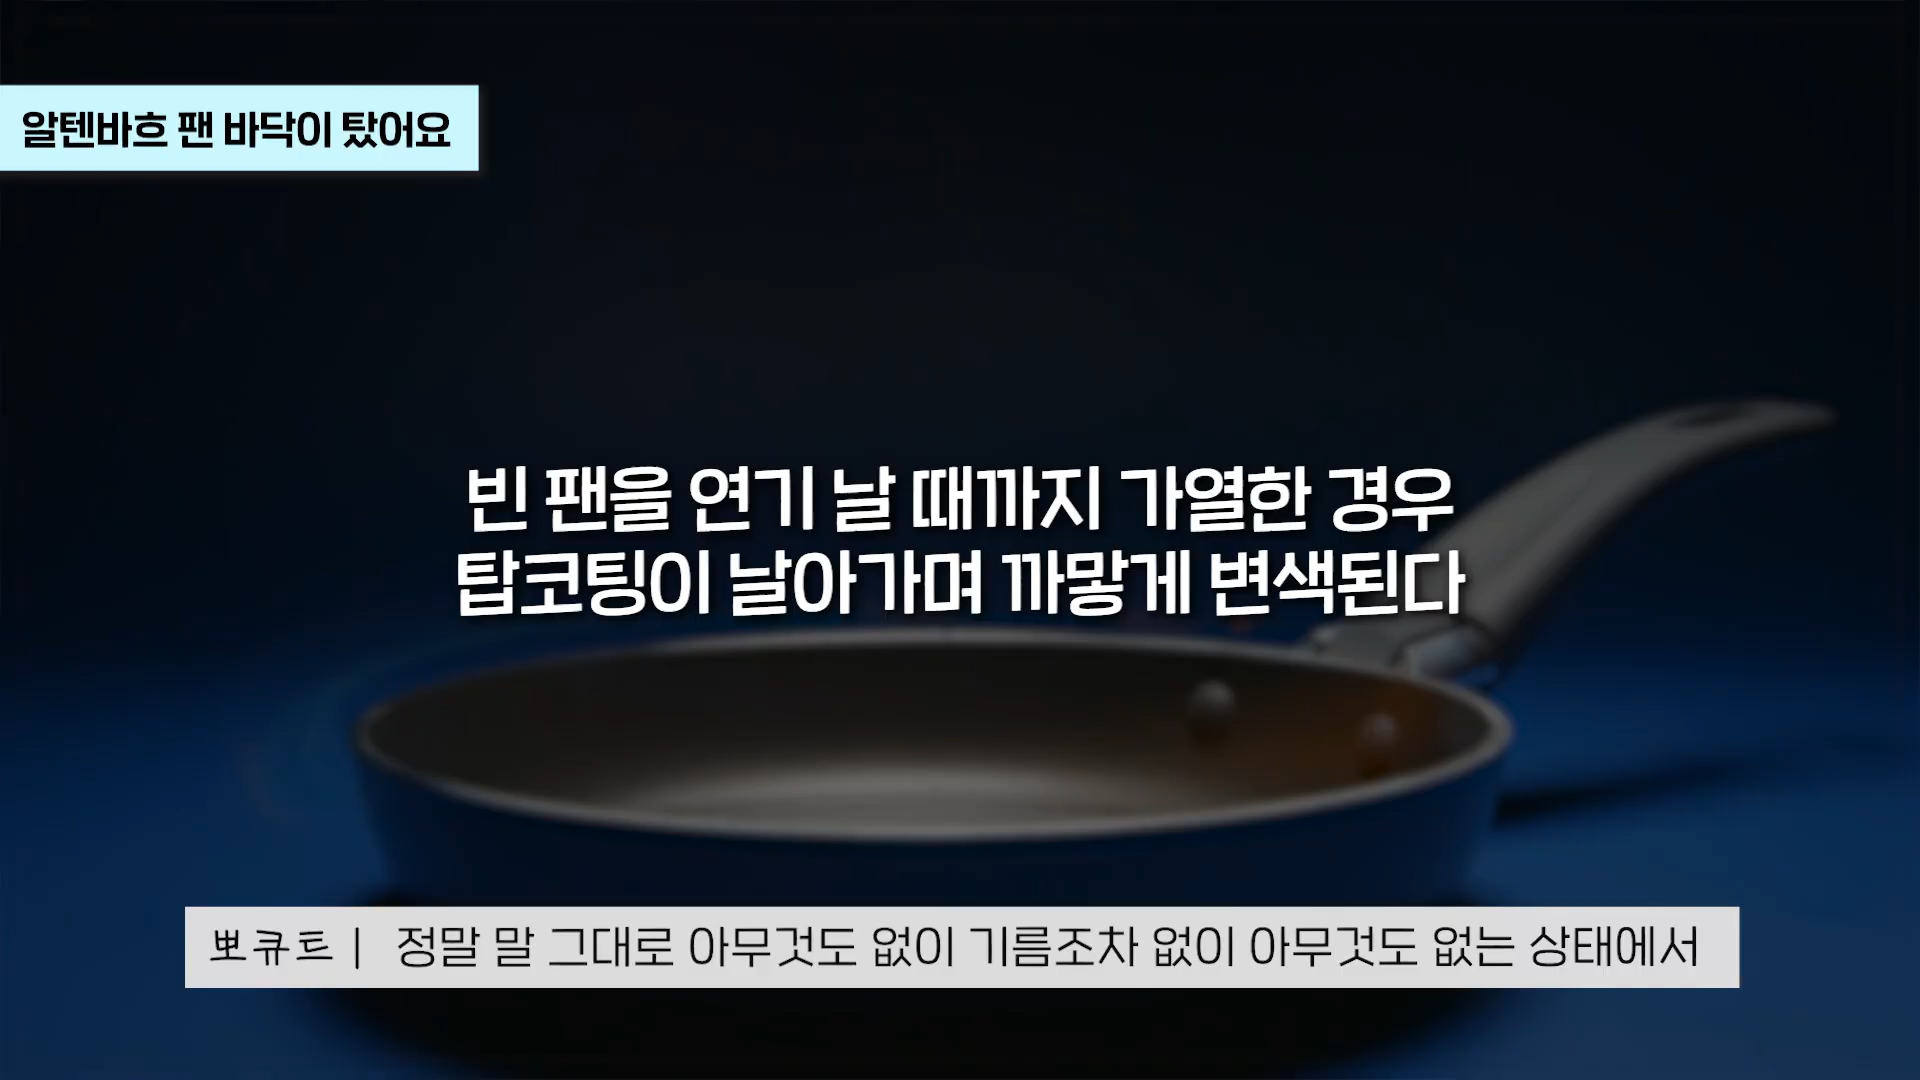 알텐바흐 팬 바닥이 탔어요
빈 팬을 연기 날 때까지 가열한 경우
탑코팅이 날아가며 까맣게 변색된다
뽀큐트 | 정말 말 그대로 아무것도 없이 기름조차 없이 아무것도 없는 상태에서